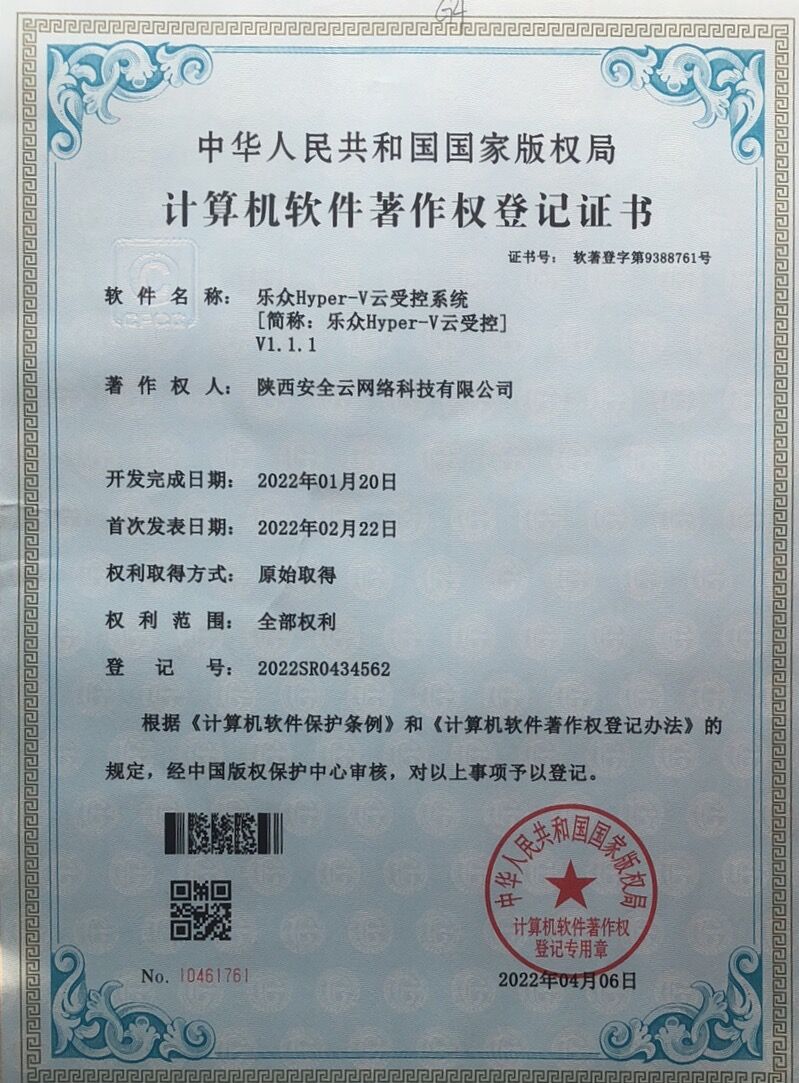 G4
中华人民共和国国家版权局
计算机软件著作权登记证书
证书号： 软著登字第9388761号
软件名称： 乐众Hyper-V云受控系统
[简称：乐众Hyper-V云受控]
V1.1.1
著作权人： 陕西安全云网络科技有限公司
开发完成日期： 2022年01月20日
首次发表日期： 2022年02月22日
权利取得方式： 原始取得
权利范围： 全部权利
登记号： 2022SR0434562
根据《计算机软件保护条例》和《计算机软件著作权登记办法》的
规定，经中国版权保护中心审核，对以上事项予以登记。
中华人民共和国国家版权局
计算机软件著作权
登记专用章
No. 10461761
2022年04月06日